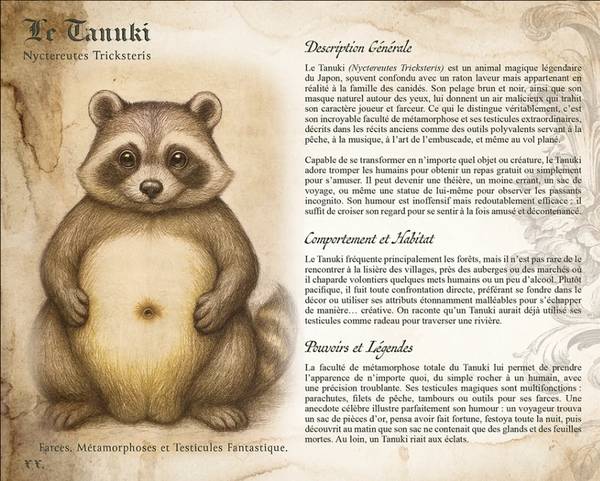 Le Tanuki
Nyctereutes Tricksteris
Description Générale
Le Tanuki (Nyctereutes Tricksteris) est un animal magique légendaire
du Japon, souvent confondu avec un raton laveur mais appartenant en
réalité à la famille des canidés. Son pelage brun et noir, ainsi que son
masque naturel autour des yeux, lui donnent un air malicieux qui trahit
son caractère joueur et farceur. Ce qui le distingue véritablement, c'est
son incroyable faculté de métamorphose et ses testicules extraordinaires,
décrits dans les récits anciens comme des outils polyvalents servant à la
pêche, à la musique, à l'art de l'embuscade, et même au vol plané.
Capable de se transformer en n'importe quel objet ou créature, le Tanuki
adore tromper les humains pour obtenir un repas gratuit ou simplement
pour s'amuser. Il peut devenir une théière, un moine errant, un sac de
voyage, ou même une statue de lui-même pour observer les passants
incognito. Son humour est inoffensif mais redoutablement efficace : il
suffit de croiser son regard pour se sentir à la fois amusé et décontenancé.
Comportement et Habitat
Le Tanuki fréquente principalement les forêts, mais il n'est pas rare de le
rencontrer à la lisière des villages, près des auberges ou des marchés où
il chaparde volontiers quelques mets humains ou un peu d'alcool. Plutôt
pacifique, il fuit toute confrontation directe, préférant se fondre dans le
décor ou utiliser ses attributs étonnamment malléables pour s'échapper
de manière… créative. On raconte qu'un Tanuki aurait déjà utilisé ses
testicules comme radeau pour traverser une rivière.
Pouvoirs et Légendes
La faculté de métamorphose totale du Tanuki lui permet de prendre
l'apparence de n'importe quoi, du simple rocher à un humain, avec
une précision troublante. Ses testicules magiques sont multifonctions :
parachutes, filets de pêche, tambours ou outils pour ses farces. Une
anecdote célèbre illustre parfaitement son humour : un voyageur trouva
un sac de pièces d'or, pensa avoir fait fortune, festoya toute la nuit, puis
découvrit au matin que son sac ne contenait que des glands et des feuilles
mortes. Au loin, un Tanuki riait aux éclats.
Farces, Métamorphoses et Testicules Fantastique.